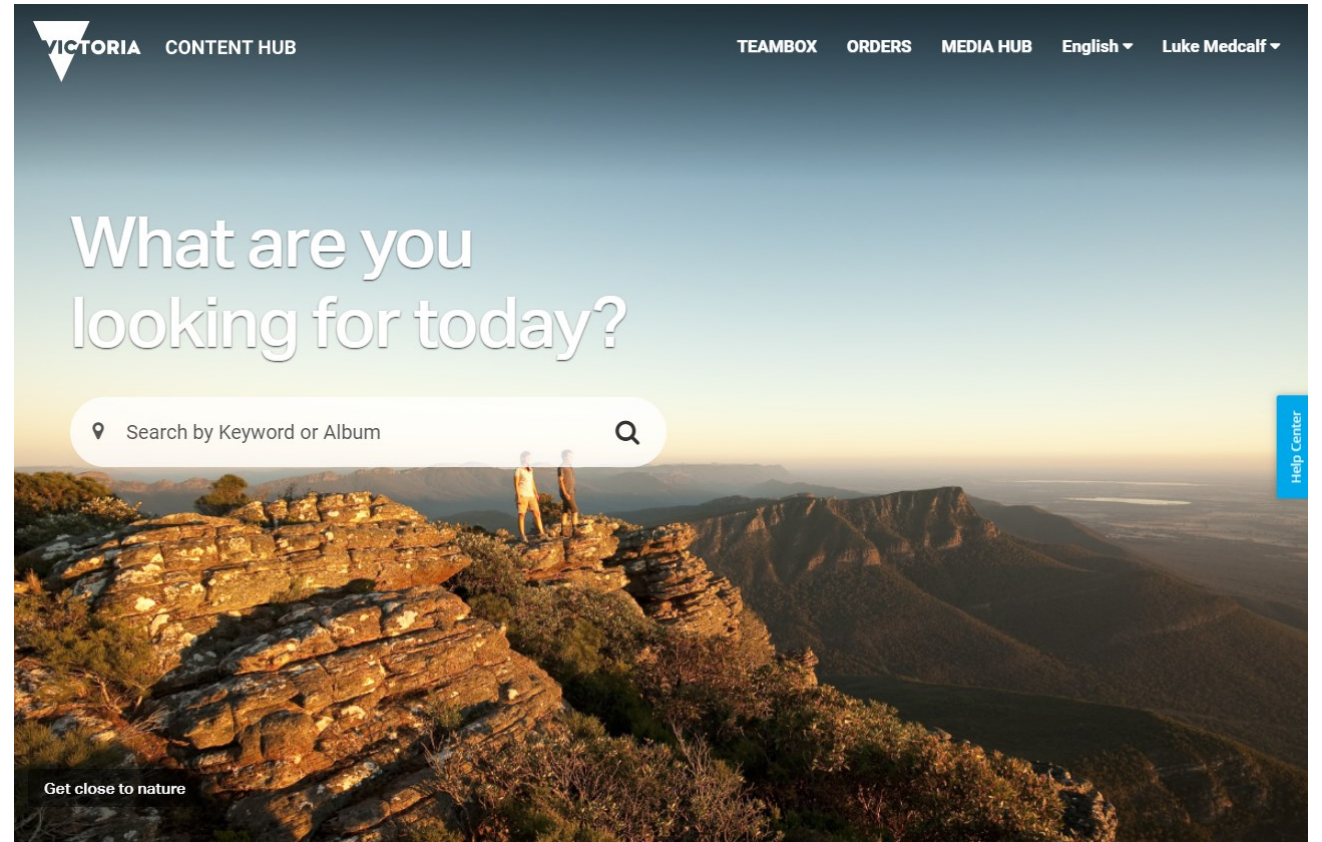 VICTORIA CONTENT HUB TEAMBOX ORDERS MEDIA HUB English Luke Medcalf
What are you
looking for today?
Search by Keyword or Album
Help Center
Get close to nature